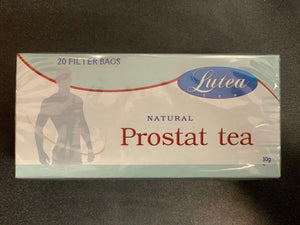 20 FILTER BAGS
Lutea
NATURAL
Prostat tea
30g